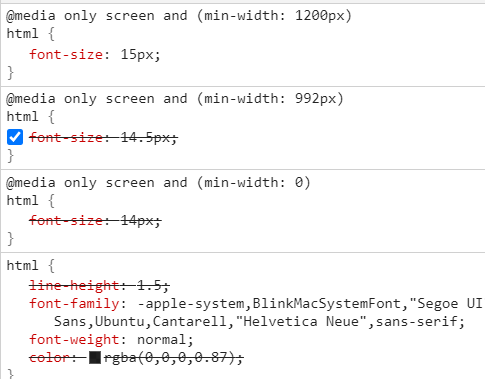 @media only screen and (min-width: 1200px)
html {
font-size: 15px;
}
@media only screen and (min-width: 992px)
html {
font-size: 14.5px;
}
@media only screen and (min-width: 0)
html {
font-size: 14px;
}
html {
line-height: 1.5;
font-family: -apple-system,BlinkMacSystemFont,"Segoe UI
Sans,Ubuntu,Cantarell,"Helvetica Neue",sans-serif;
font-weight: normal;
color: rgba(0,0,0,0.87);
}